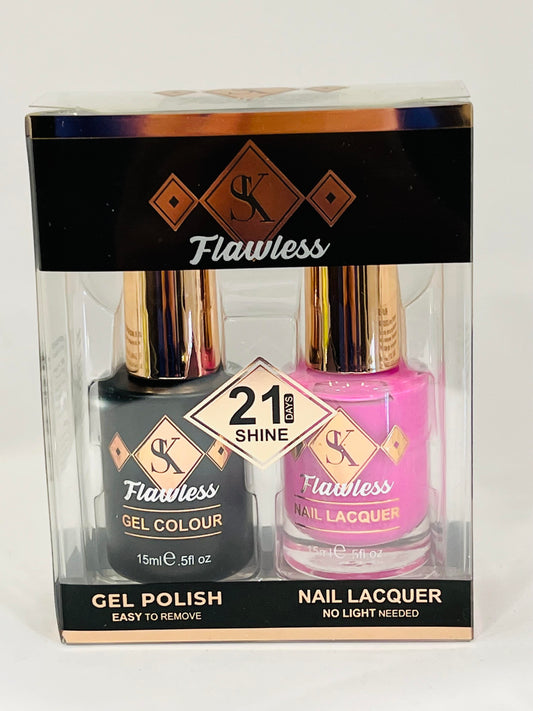 SK
Flawless
21 DAYS
SHINE
SK
Flawless
GEL COLOUR
15ml e .5fl oz
SK
Flawless
NAIL LACQUER
15ml e .5fl oz
GEL POLISH
EASY TO REMOVE
NAIL LACQUER
NO LIGHT NEEDED